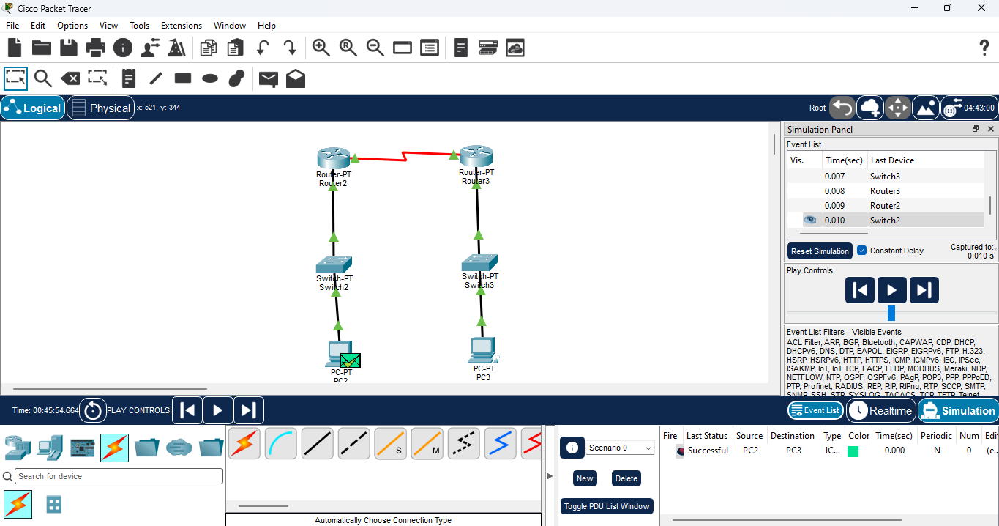 Cisco Packet Tracer
File Edit Options View Tools Extensions Window Help
R
?
S
M
Logical Physical x: 521, y: 344
Root 04:43:00
Router-PT
Router2
Router-PT
Router3
Switch-PT
Switch2
Switch-PT
Switch3
PC-PT
PC2
PC-PT
PC3
Simulation Panel
Event List
Vis. Time(sec) Last Device
0.007 Switch3
0.008 Router3
0.009 Router2
0.010 Switch2
Reset Simulation Constant Delay Captured to:
0.010 s
Play Controls
Event List Filters - Visible Events
ACL Filter, ARP, BGP, Bluetooth, CAPWAP, CDP, DHCP,
DHCPv6, DNS, DTP, EAPOL, EIGRP, EIGRPv6, FTP, H.323,
HSRP, HSRPv6, HTTP, HTTPS, ICMP, ICMPv6, IEC, IPSec,
ISAKMP, IoT, IoT TCP, LACP, LLDP, MODBUS, Meraki, NDP,
NETFLOW, NTP, OSPF, OSPFv6, PAgP, POP3, PPP, PPPoED,
PTP, Profinet, RADIUS, REP, RIP, RIPng, RTP, SCCP, SMTP,
SNMP, SSH, STP, SYSLOG, TACACS, TCP, TFTP, Telnet,
Time: 00:45:54.664 PLAY CONTROLS:
Event List Realtime Simulation
Search for device
Automatically Choose Connection Type
Scenario 0
New Delete
Toggle PDU List Window
Fire Last Status Source Destination Type Color Time(sec) Periodic Num Edit
Successful PC2 PC3 IC... 0.000 N 0 (e...